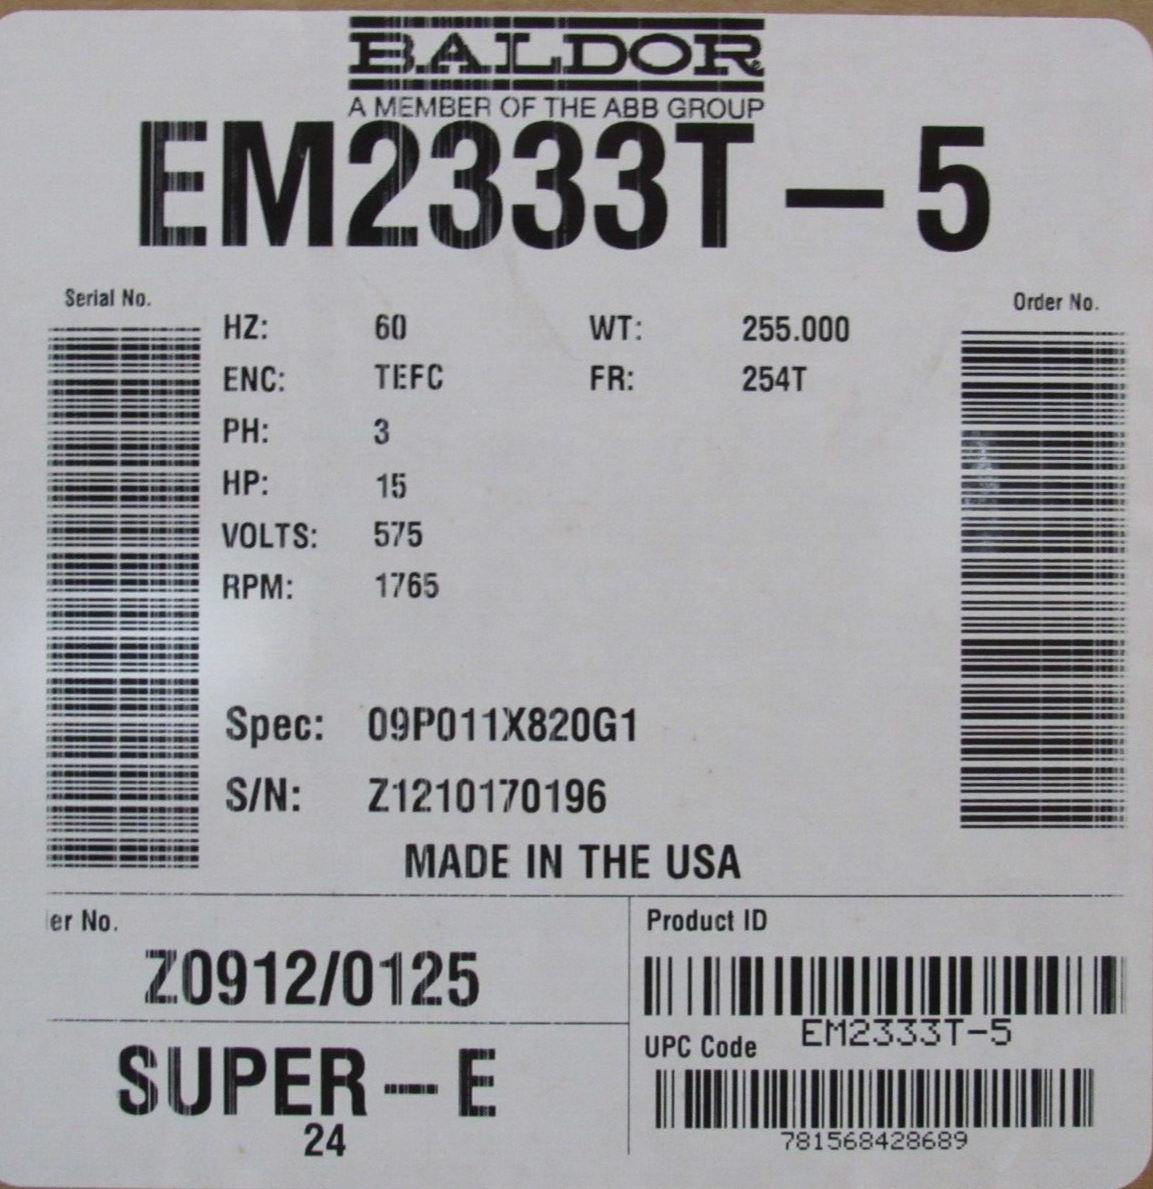 BALDOR
A MEMBER OF THE ABB GROUP
EM2333T-5
Serial No.
Order No.
HZ: 60 WT: 255.000
ENC: TEFC FR: 254T
PH: 3
HP: 15
VOLTS: 575
RPM: 1765
Spec: 09P011X820G1
S/N: Z1210170196
MADE IN THE USA
er No.
Z0912/0125
SUPER-E
24
Product ID
EM2333T-5
UPC Code
781568428689